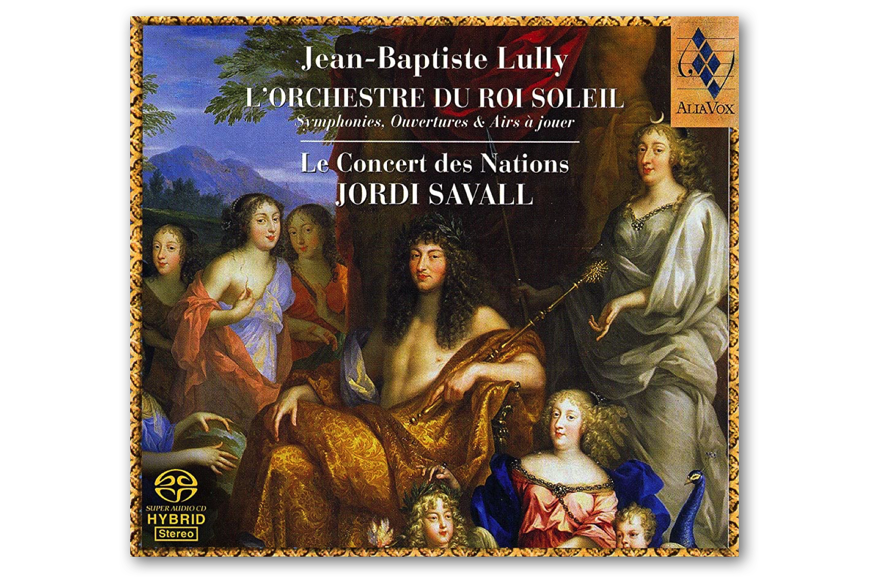 Jean-Baptiste Lully
L'ORCHESTRE DU ROI SOLEIL
Symphonies, Ouvertures & Airs à jouer
Le Concert des Nations
JORDI SAVALL
ALIAVOX
SUPER AUDIO CD
HYBRID
Stereo